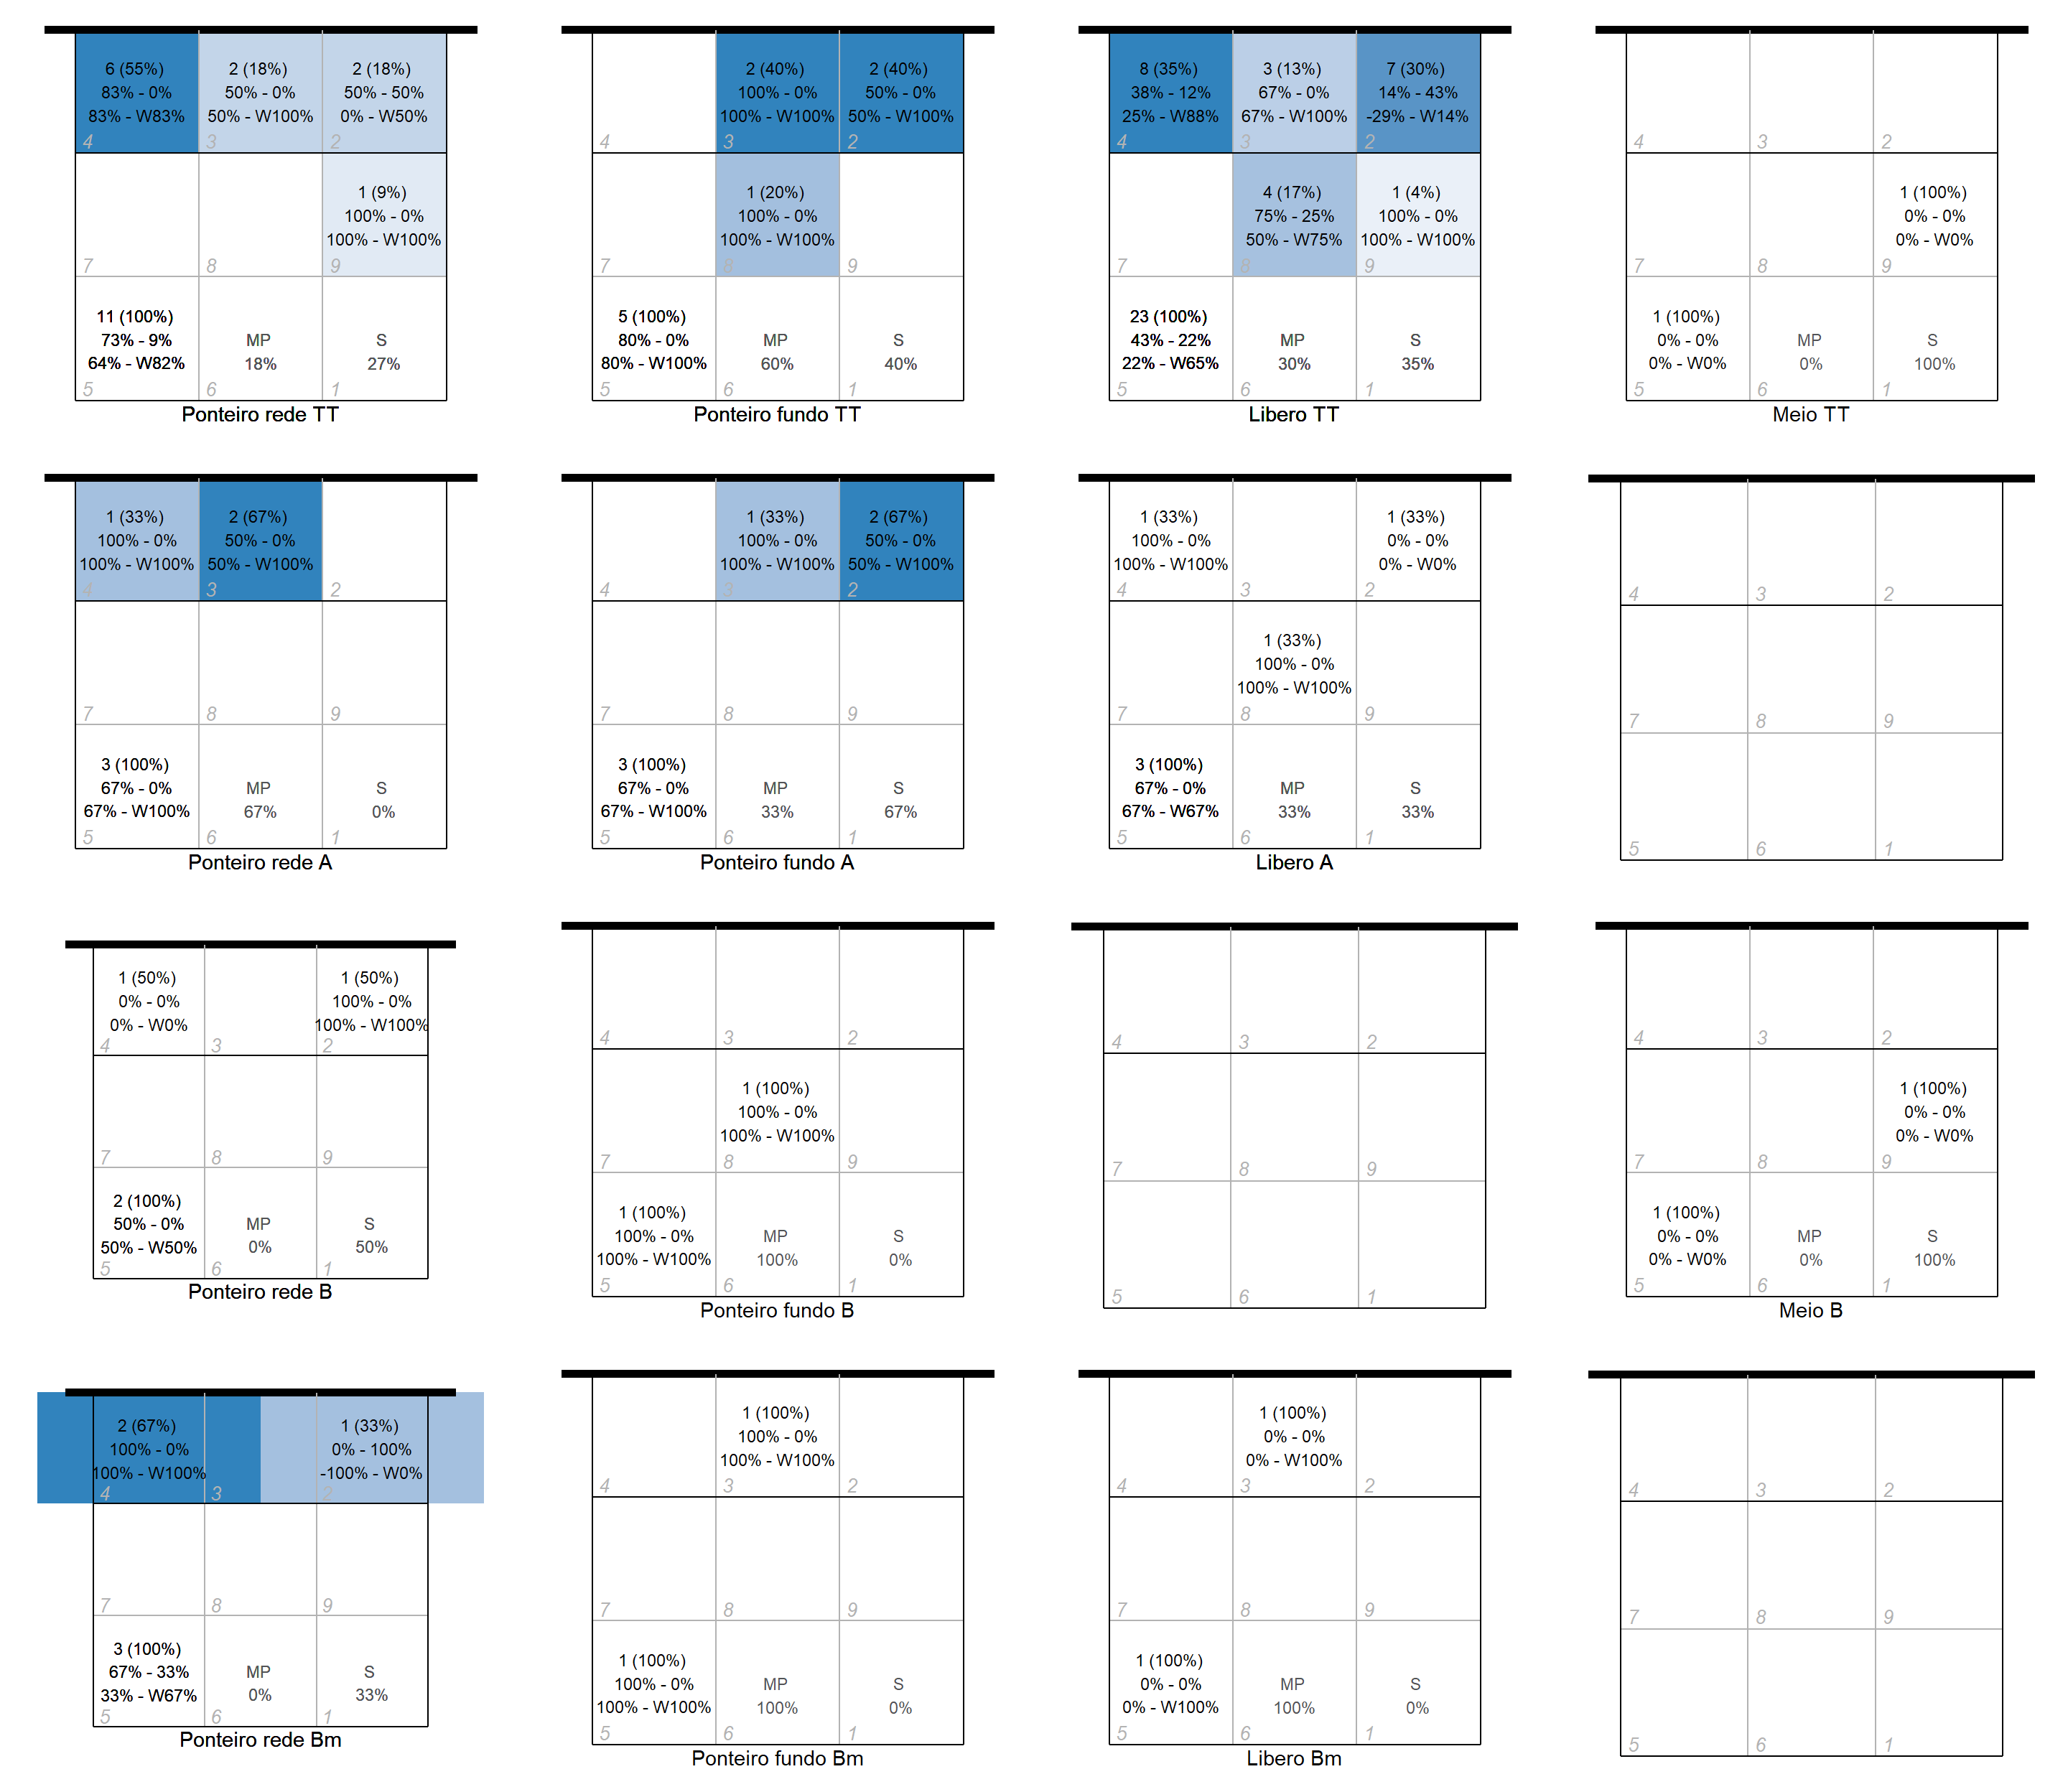 6 (55%)
83% - 0%
83% - W83%
4
2 (18%)
50% - 0%
50% - W100%
3
2 (18%)
50% - 50%
0% - W50%
2
7
8
1 (9%)
100% - 0%
100% - W100%
9
11 (100%)
73% - 9%
64% - W82%
5
MP
18%
6
S
27%
1
Ponteiro rede TT
4
2 (40%)
100% - 0%
100% - W100%
3
2 (40%)
50% - 0%
50% - W100%
2
7
1 (20%)
100% - 0%
100% - W100%
8
9
5 (100%)
80% - 0%
80% - W100%
5
MP
60%
6
S
40%
1
Ponteiro fundo TT
8 (35%)
38% - 12%
25% - W88%
4
3 (13%)
67% - 0%
67% - W100%
3
7 (30%)
14% - 43%
-29% - W14%
2
7
4 (17%)
75% - 25%
50% - W75%
8
1 (4%)
100% - 0%
100% - W100%
9
23 (100%)
43% - 22%
22% - W65%
5
MP
30%
6
S
35%
1
Libero TT
4
3
2
7
8
1 (100%)
0% - 0%
0% - W0%
9
1 (100%)
0% - 0%
0% - W0%
5
MP
0%
6
S
100%
1
Meio TT
1 (33%)
100% - 0%
100% - W100%
4
2 (67%)
50% - 0%
50% - W100%
3
2
7
8
9
3 (100%)
67% - 0%
67% - W100%
5
MP
67%
6
S
0%
1
Ponteiro rede A
4
1 (33%)
100% - 0%
100% - W100%
3
2 (67%)
50% - 0%
50% - W100%
2
7
8
9
3 (100%)
67% - 0%
67% - W100%
5
MP
33%
6
S
67%
1
Ponteiro fundo A
1 (33%)
100% - 0%
100% - W100%
4
3
1 (33%)
0% - 0%
0% - W0%
2
7
1 (33%)
100% - 0%
100% - W100%
8
9
3 (100%)
67% - 0%
67% - W67%
5
MP
33%
6
S
33%
1
Libero A
4
3
2
7
8
9
5
6
1
1 (50%)
0% - 0%
0% - W0%
4
3
1 (50%)
100% - 0%
100% - W100%
2
7
8
9
2 (100%)
50% - 0%
50% - W50%
5
MP
0%
6
S
50%
1
Ponteiro rede B
4
3
2
7
1 (100%)
100% - 0%
100% - W100%
8
9
1 (100%)
100% - 0%
100% - W100%
5
MP
100%
6
S
0%
1
Ponteiro fundo B
4
3
2
7
8
9
5
6
1
4
3
2
7
8
1 (100%)
0% - 0%
0% - W0%
9
1 (100%)
0% - 0%
0% - W0%
5
MP
0%
6
S
100%
1
Meio B
2 (67%)
100% - 0%
100% - W100%
4
3
1 (33%)
0% - 100%
-100% - W0%
2
7
8
9
3 (100%)
67% - 33%
33% - W67%
5
MP
0%
6
S
33%
1
Ponteiro rede Bm
4
1 (100%)
100% - 0%
100% - W100%
3
2
7
8
9
1 (100%)
100% - 0%
100% - W100%
5
MP
100%
6
S
0%
1
Ponteiro fundo Bm
4
1 (100%)
0% - 0%
0% - W100%
3
2
7
8
9
1 (100%)
0% - 0%
0% - W100%
5
MP
100%
6
S
0%
1
Libero Bm
4
3
2
7
8
9
5
6
1